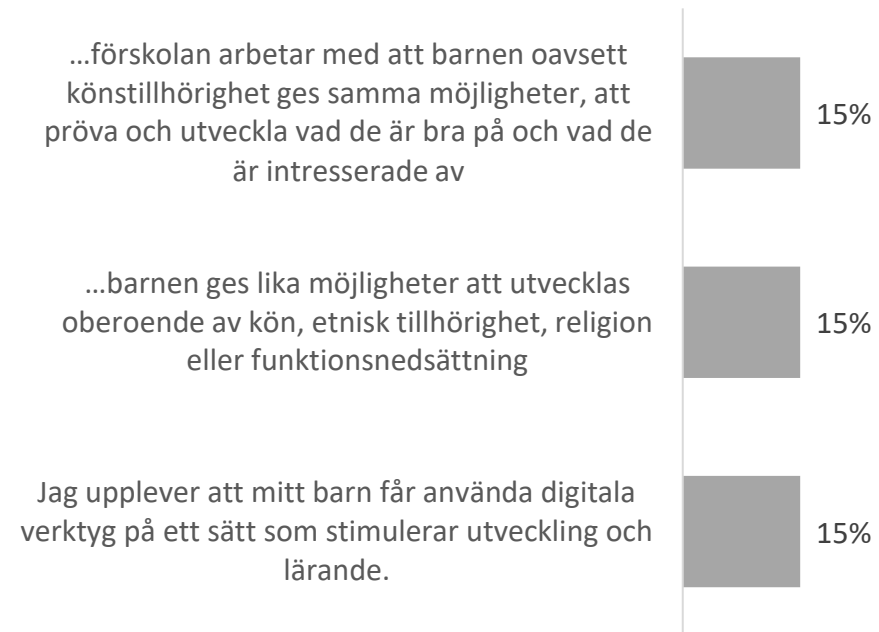 …förskolan arbetar med att barnen oavsett
könstillhörighet ges samma möjligheter, att
pröva och utveckla vad de är bra på och vad de
är intresserade av
15%
…barnen ges lika möjligheter att utvecklas
oberoende av kön, etnisk tillhörighet, religion
eller funktionsnedsättning
15%
Jag upplever att mitt barn får använda digitala
verktyg på ett sätt som stimulerar utveckling och
lärande.
15%